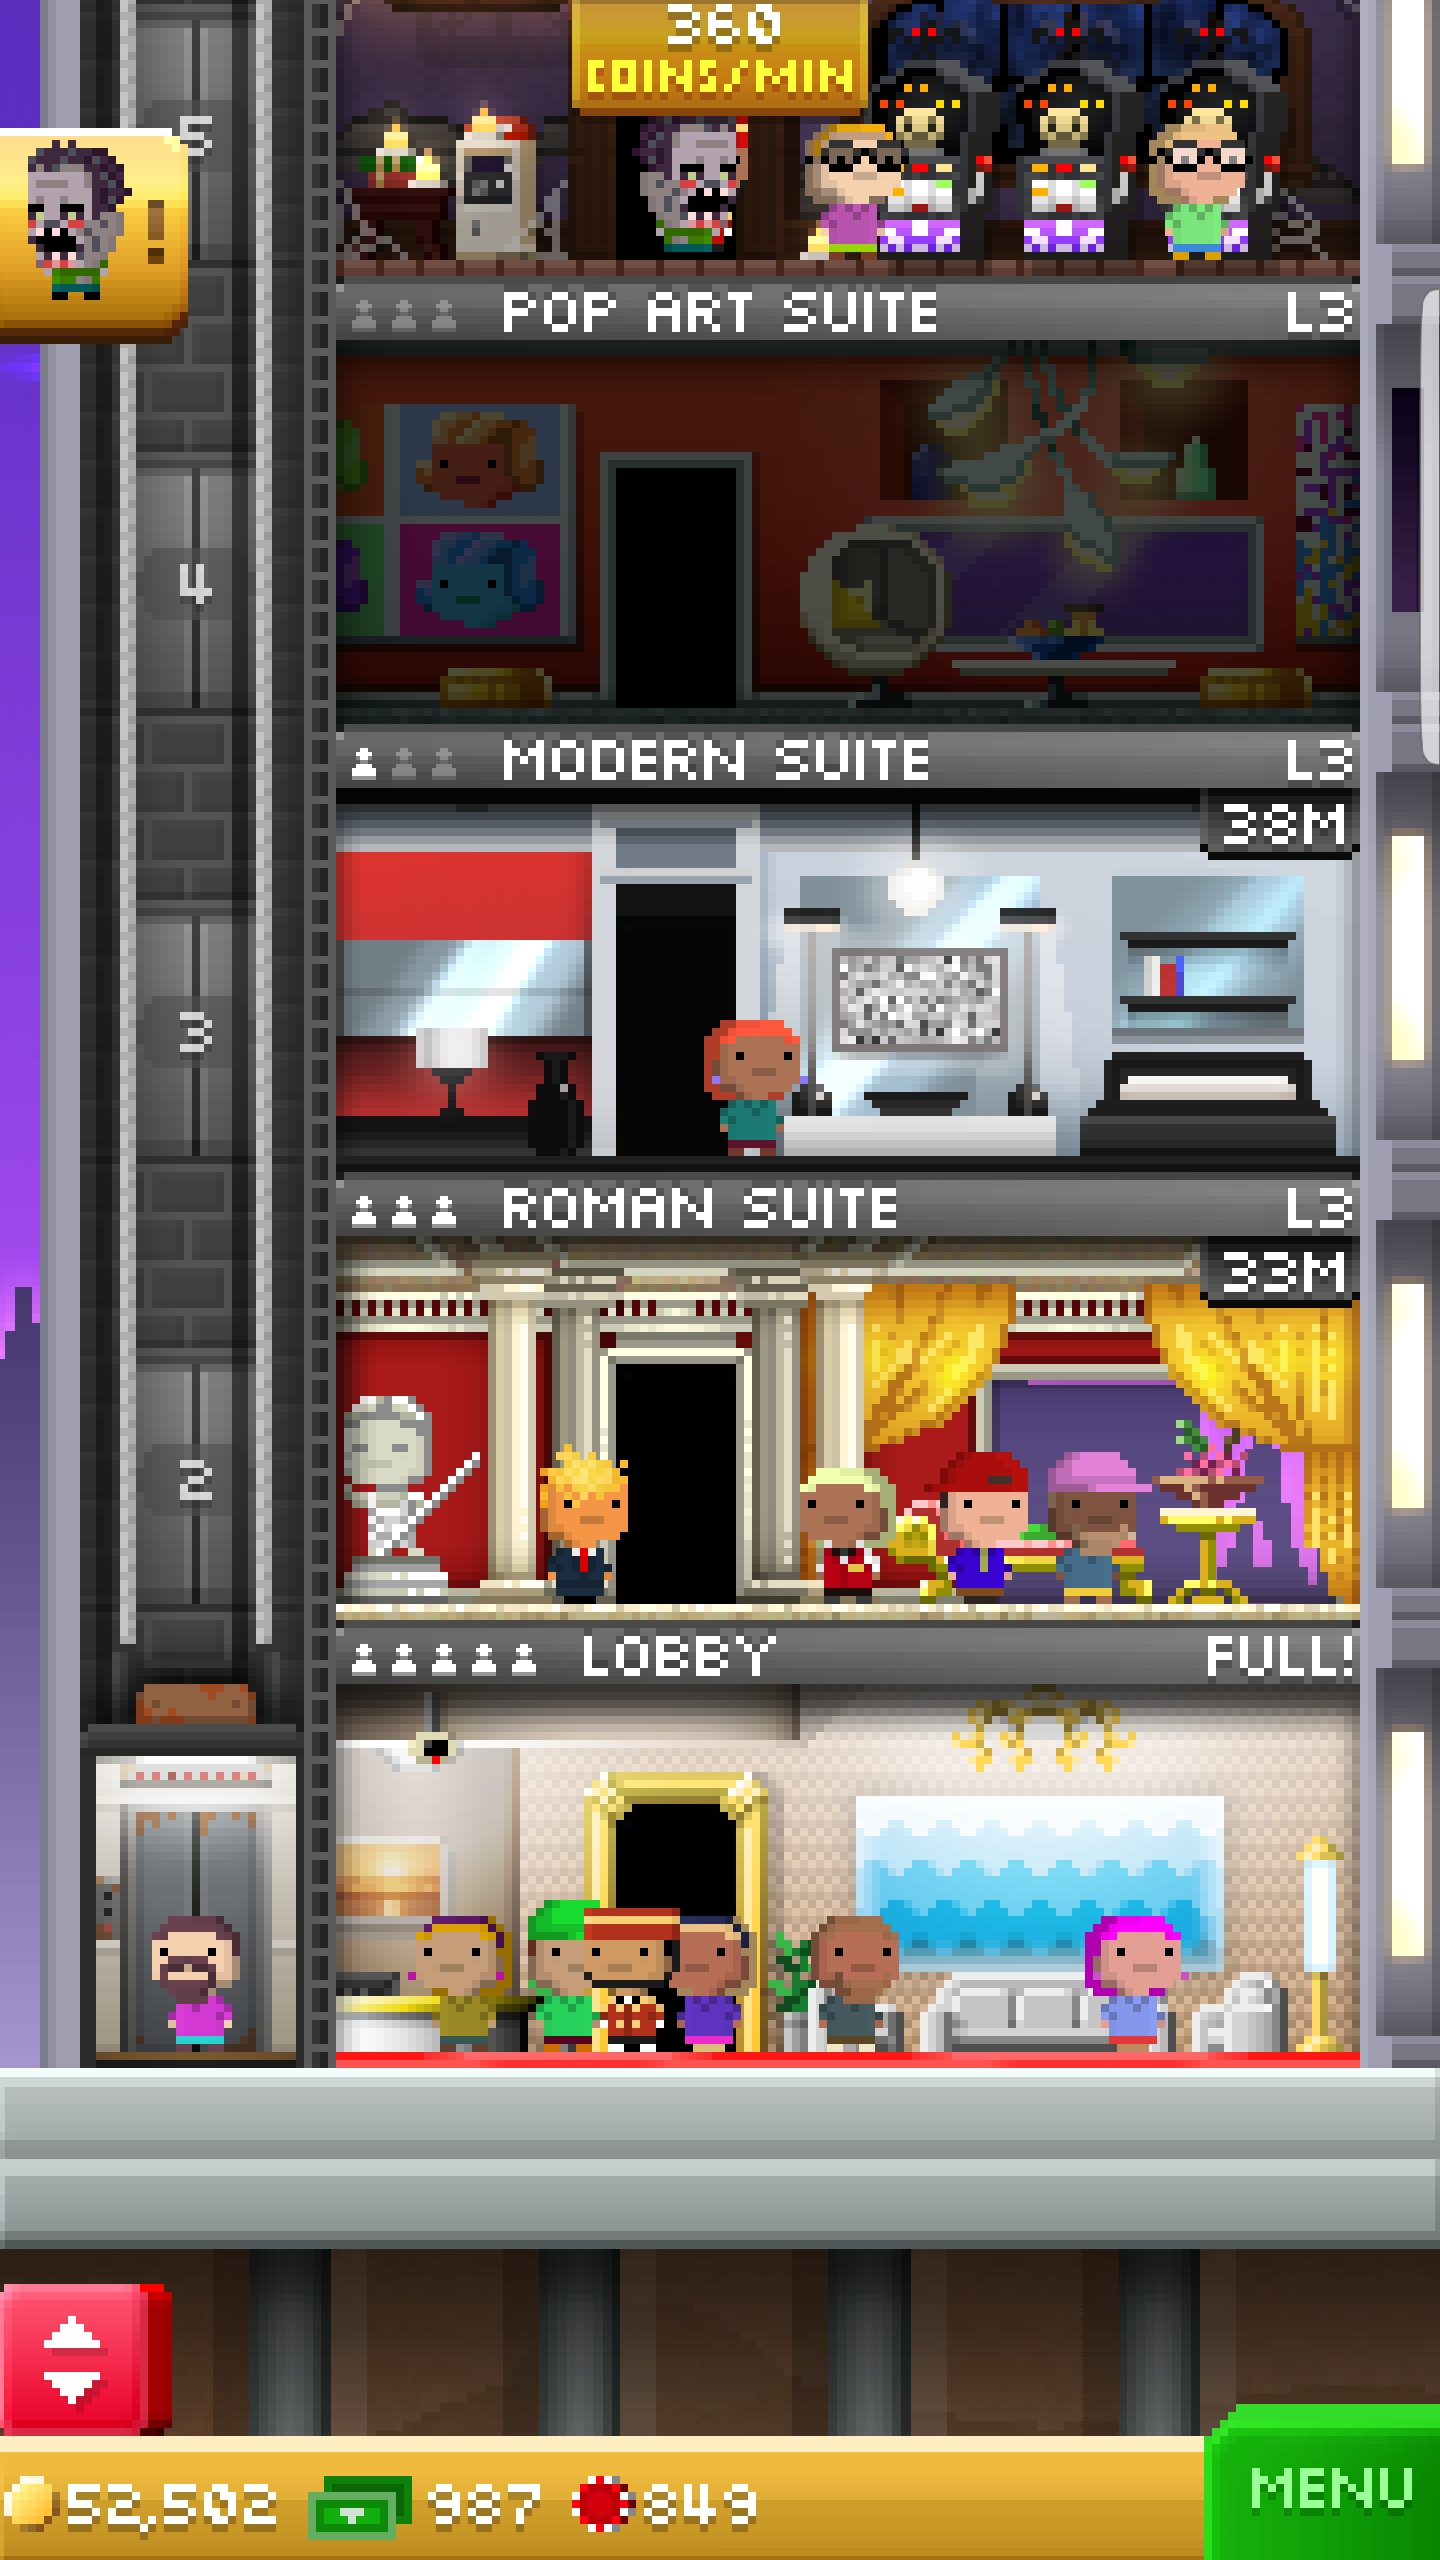 360
COINS/MIN
5
!
POP ART SUITE L3
4
MODERN SUITE L3
38M
3
ROMAN SUITE L3
33M
2
LOBBY FULL!
52,502 987 849
MENU